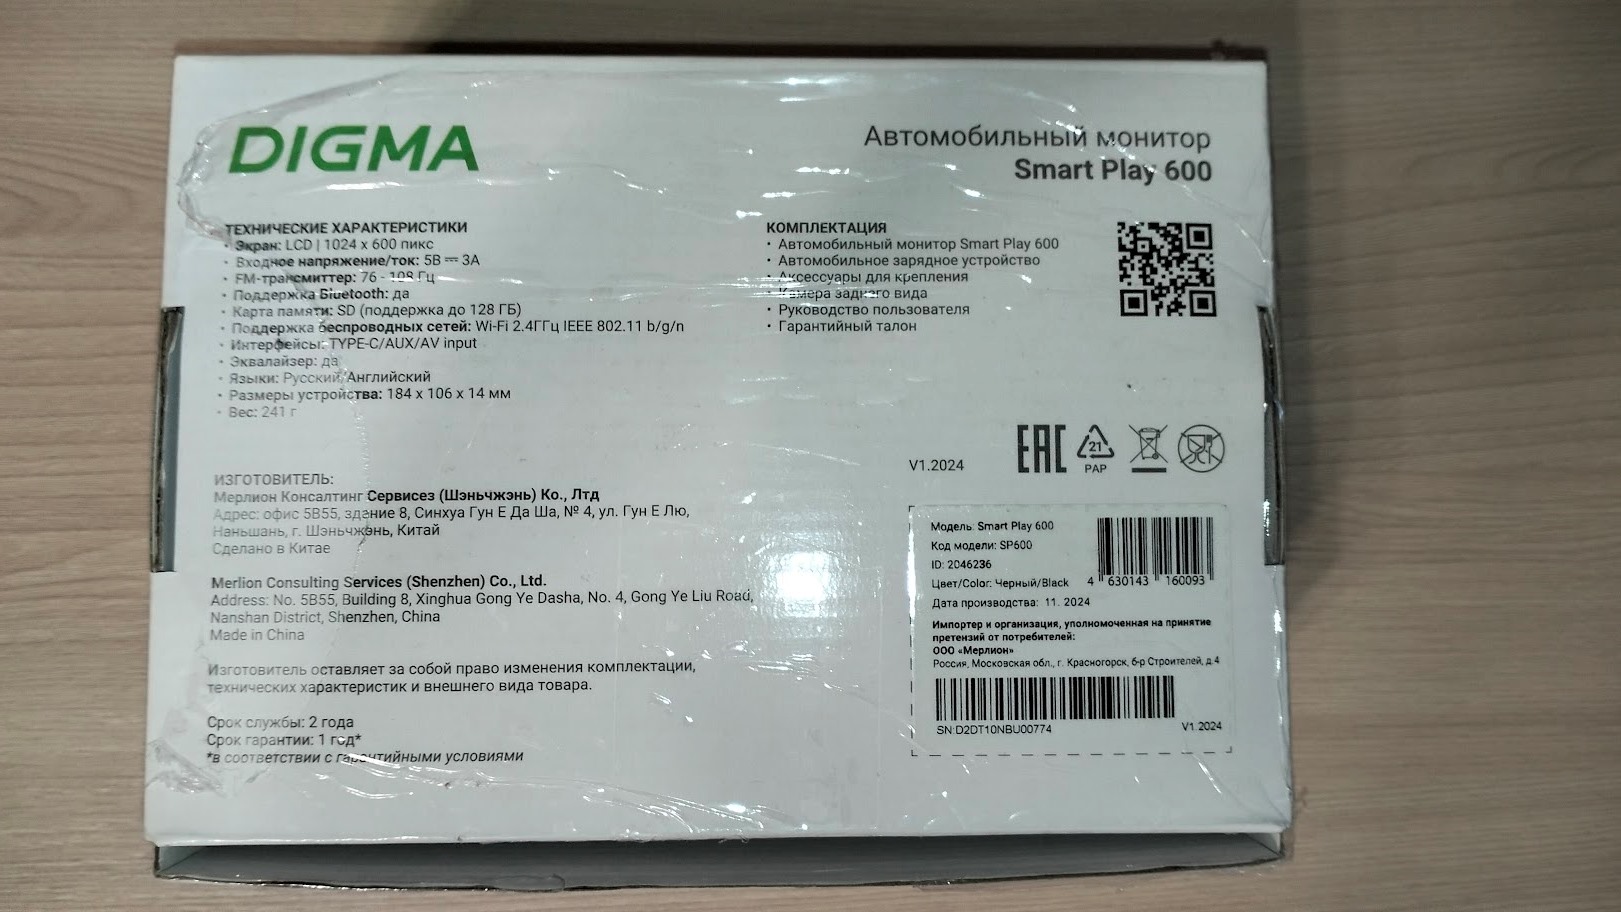 DIGMA
Автомобильный монитор
Smart Play 600
ТЕХНИЧЕСКИЕ ХАРАКТЕРИСТИКИ
• Экран: LCD | 1024 x 600 пикс
• Входное напряжение/ток: 5В⎓3А
• FM-трансмиттер: 76 - 108 Гц
• Поддержка Bluetooth: да
• Карта памяти: SD (поддержка до 128 ГБ)
• Поддержка беспроводных сетей: Wi-Fi 2.4ГГц IEEE 802.11 b/g/n
• Интерфейсы: TYPE-C/AUX/AV input
• Эквалайзер: да
• Языки: Русский/Английский
• Размеры устройства: 184 x 106 x 14 мм
• Вес: 241 г
КОМПЛЕКТАЦИЯ
• Автомобильный монитор Smart Play 600
• Автомобильное зарядное устройство
• Аксессуары для крепления
• Камера заднего вида
• Руководство пользователя
• Гарантийный талон
V1.2024
EAC
21
PAP
ИЗГОТОВИТЕЛЬ:
Мерлион Консалтинг Сервисез (Шэньчжэнь) Ко., Лтд
Адрес: офис 5В55, здание 8, Синхуа Гун Е Да Ша, № 4, ул. Гун Е Лю,
Наньшань, г. Шэньчжэнь, Китай
Сделано в Китае
Merlion Consulting Services (Shenzhen) Co., Ltd.
Address: No. 5B55, Building 8, Xinghua Gong Ye Dasha, No. 4, Gong Ye Liu Road,
Nanshan District, Shenzhen, China
Made in China
Изготовитель оставляет за собой право изменения комплектации,
технических характеристик и внешнего вида товара.
Срок службы: 2 года
Срок гарантии: 1 год*
*в соответствии с гарантийными условиями
Модель: Smart Play 600
Код модели: SP600
ID: 2046236
Цвет/Color: Черный/Black
4 630143 160093
Дата производства: 11. 2024
Импортер и организация, уполномоченная на принятие
претензий от потребителей:
ООО «Мерлион»
Россия, Московская обл., г. Красногорск, б-р Строителей, д.4
SN:D2DT10NBU00774
V1.2024